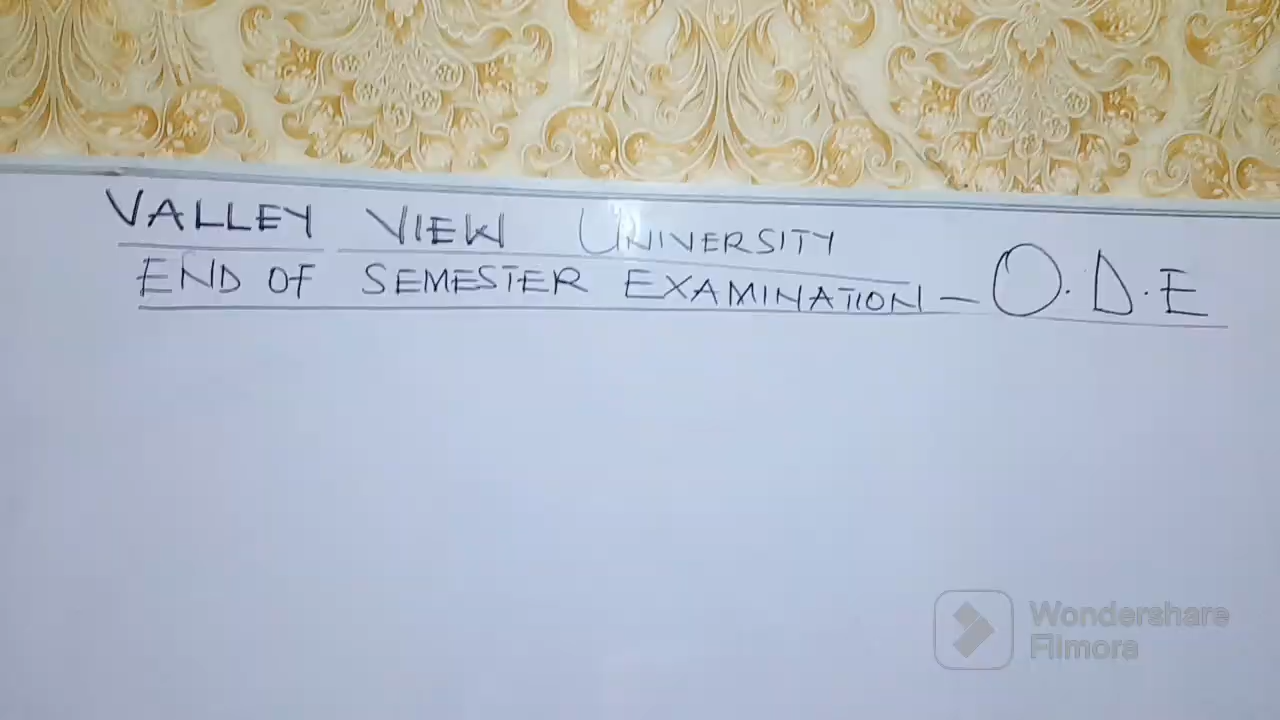 VALLEY VIEW UNIVERSITY
END OF SEMESTER EXAMINATION - O.D.E
Wondershare
Filmora